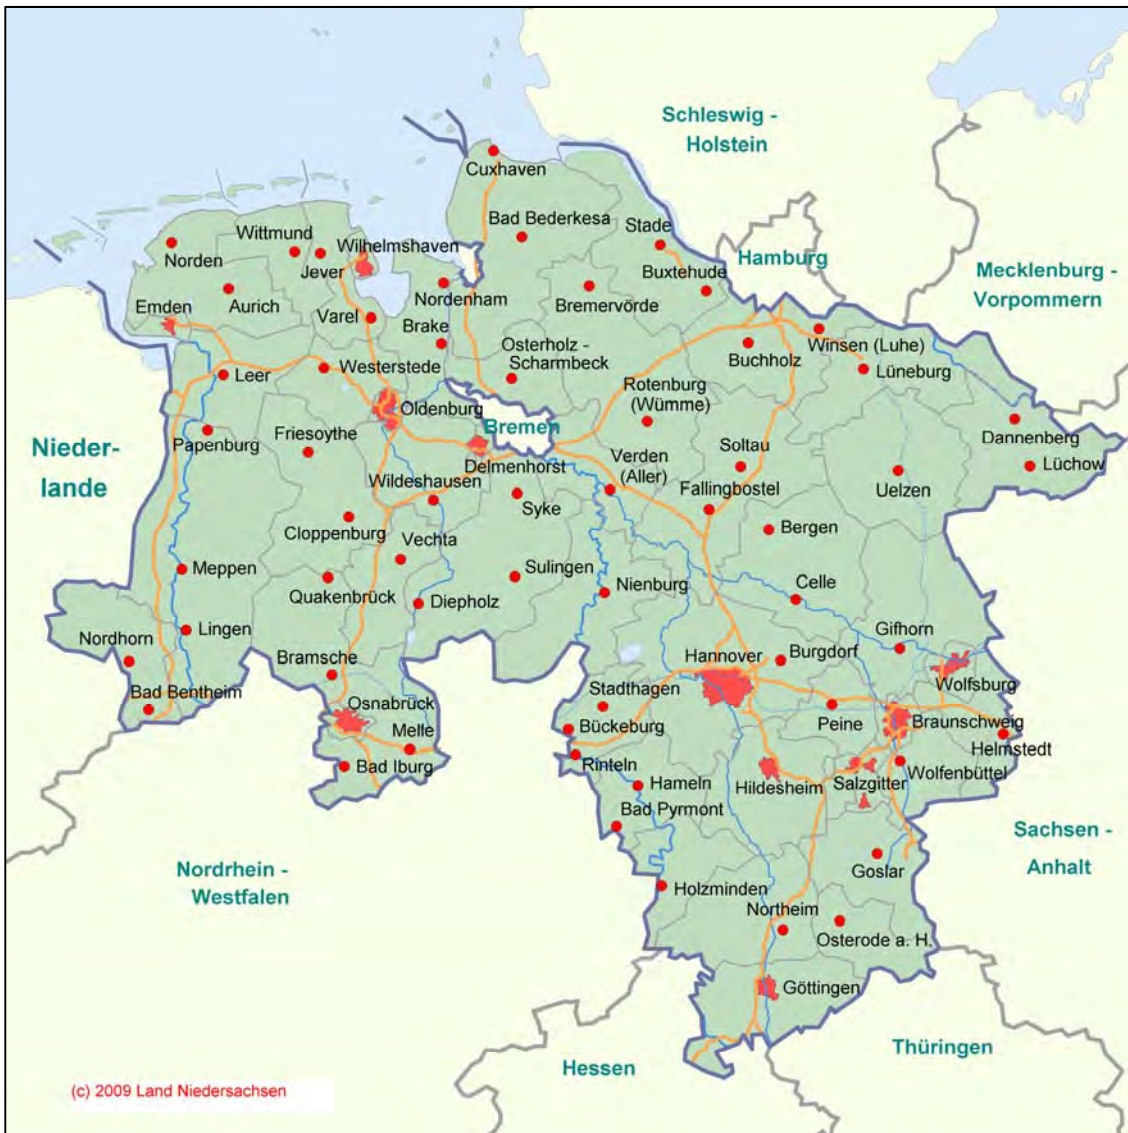 Schleswig -
Holstein
Cuxhaven
Bad Bederkesa
Stade
Wittmund
Wilhelmshaven
Hamburg
Norden
Jever
Buxtehude
Mecklenburg -
Vorpommern
Emden
Aurich
Nordenham
Bremervörde
Varel
Brake
Winsen (Luhe)
Buchholz
Osterholz -
Scharmbeck
Leer
Westerstede
Lüneburg
Rotenburg
(Wümme)
Oldenburg
Bremen
Papenburg
Friesoythe
Dannenberg
Nieder-
lande
Soltau
Verden
(Aller)
Delmenhorst
Lüchow
Wildeshausen
Uelzen
Syke
Fallingbostel
Cloppenburg
Bergen
Vechta
Meppen
Sulingen
Celle
Nienburg
Quakenbrück
Diepholz
Lingen
Gifhorn
Nordhorn
Bramsche
Hannover
Burgdorf
Wolfsburg
Bad Bentheim
Stadthagen
Osnabrück
Peine
Braunschweig
Bückeburg
Melle
Helmstedt
Bad Iburg
Rinteln
Wolfenbüttel
Hameln
Hildesheim
Salzgitter
Bad Pyrmont
Sachsen -
Anhalt
Nordrhein -
Westfalen
Goslar
Holzminden
Northeim
Osterode a. H.
Göttingen
Thüringen
Hessen
(c) 2009 Land Niedersachsen